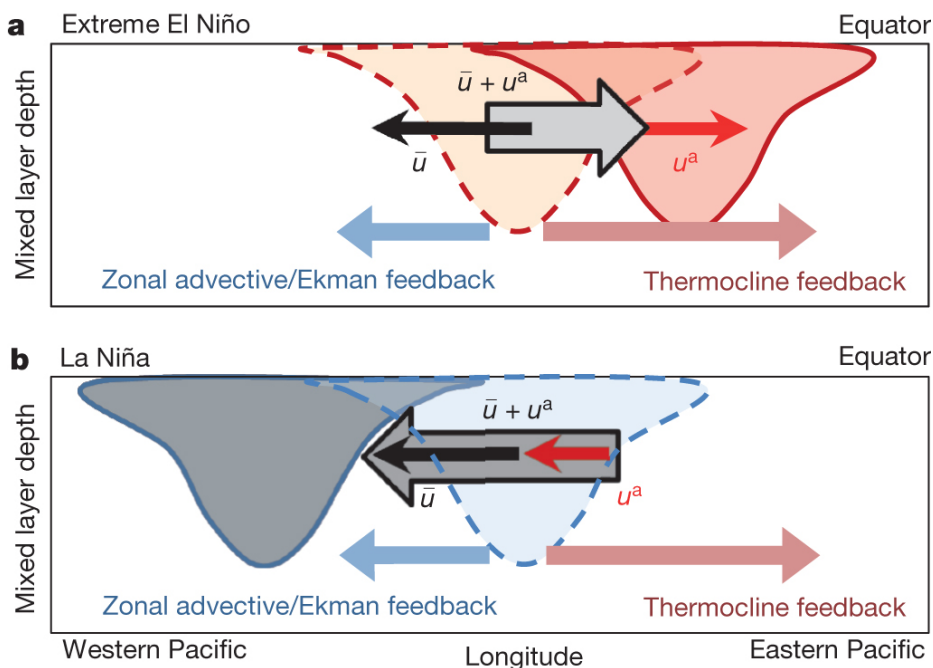 a Extreme El Niño Equator
Mixed layer depth
ū + uᵃ
ū
uᵃ
Zonal advective/Ekman feedback Thermocline feedback
b La Niña Equator
Mixed layer depth
ū + uᵃ
ū
uᵃ
Zonal advective/Ekman feedback Thermocline feedback
Western Pacific Longitude Eastern Pacific